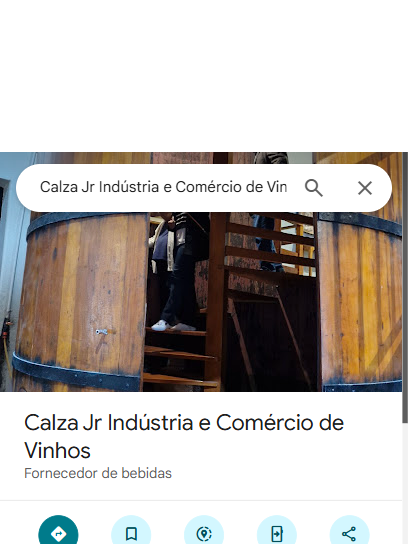 Calza Jr Indústria e Comércio de Vin
Calza Jr Indústria e Comércio de
Vinhos
Fornecedor de bebidas